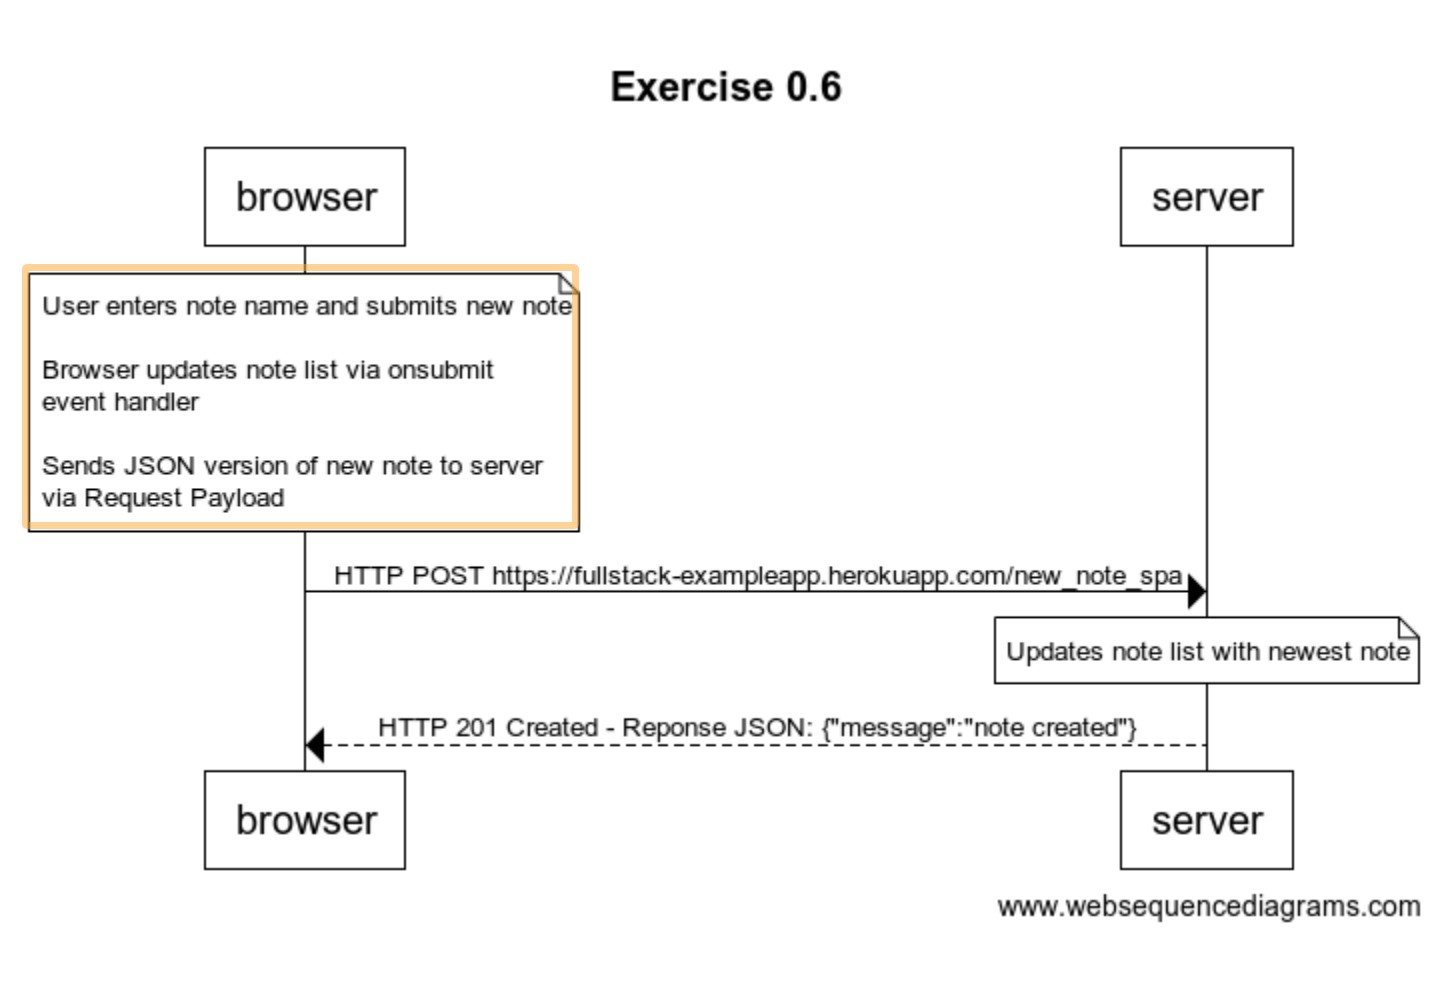 Exercise 0.6
browser
server
User enters note name and submits new note
Browser updates note list via onsubmit
event handler
Sends JSON version of new note to server
via Request Payload
HTTP POST https://fullstack-exampleapp.herokuapp.com/new_note_spa
Updates note list with newest note
HTTP 201 Created - Reponse JSON: {"message":"note created"}
browser
server
www.websequencediagrams.com